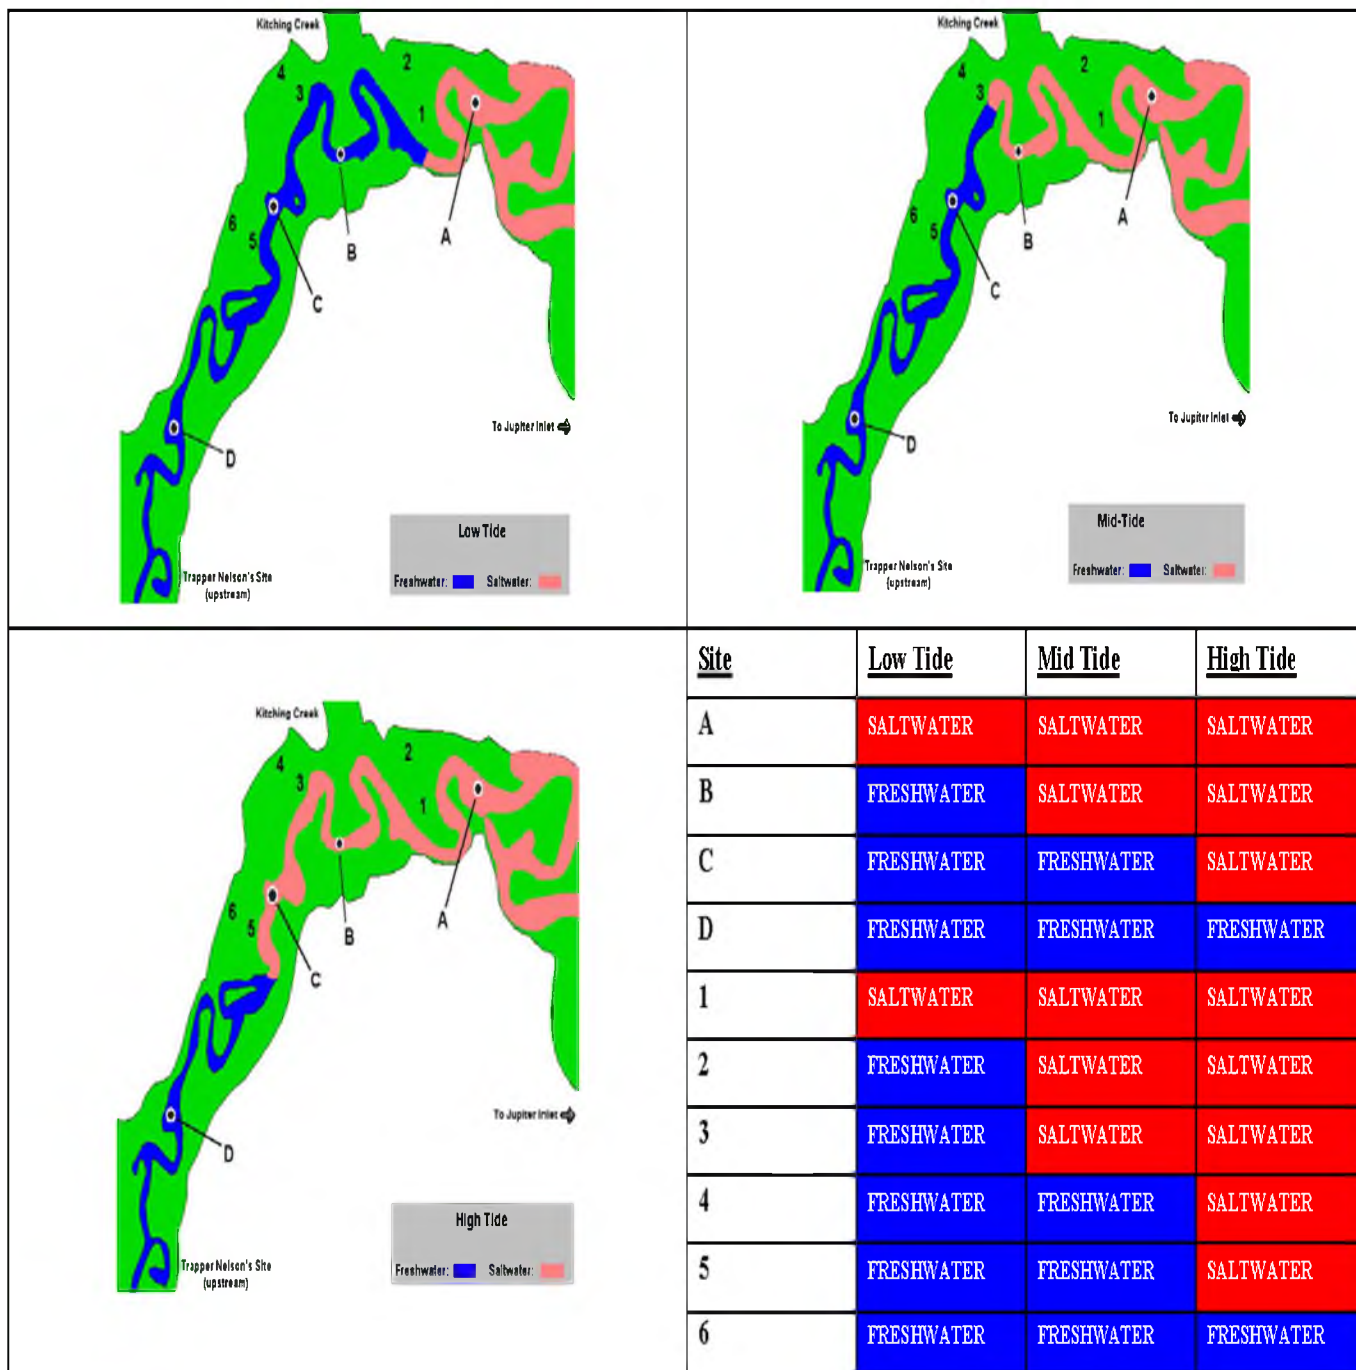 Kitching Creek
4
2
3
1
6
5
A
B
C
D
To Jupiter Inlet
Low Tide
Freshwater: Saltwater:
Trapper Nelson's Site
(upstream)
Kitching Creek
4
2
3
1
6
5
A
B
C
D
To Jupiter Inlet
Mid-Tide
Freshwater: Saltwater:
Trapper Nelson's Site
(upstream)
Kitching Creek
4
2
3
1
6
5
A
B
C
D
To Jupiter Inlet
High Tide
Freshwater: Saltwater:
Trapper Nelson's Site
(upstream)
Site Low Tide Mid Tide High Tide
A SALTWATER SALTWATER SALTWATER
B FRESHWATER SALTWATER SALTWATER
C FRESHWATER FRESHWATER SALTWATER
D FRESHWATER FRESHWATER FRESHWATER
1 SALTWATER SALTWATER SALTWATER
2 FRESHWATER SALTWATER SALTWATER
3 FRESHWATER SALTWATER SALTWATER
4 FRESHWATER FRESHWATER SALTWATER
5 FRESHWATER FRESHWATER SALTWATER
6 FRESHWATER FRESHWATER FRESHWATER